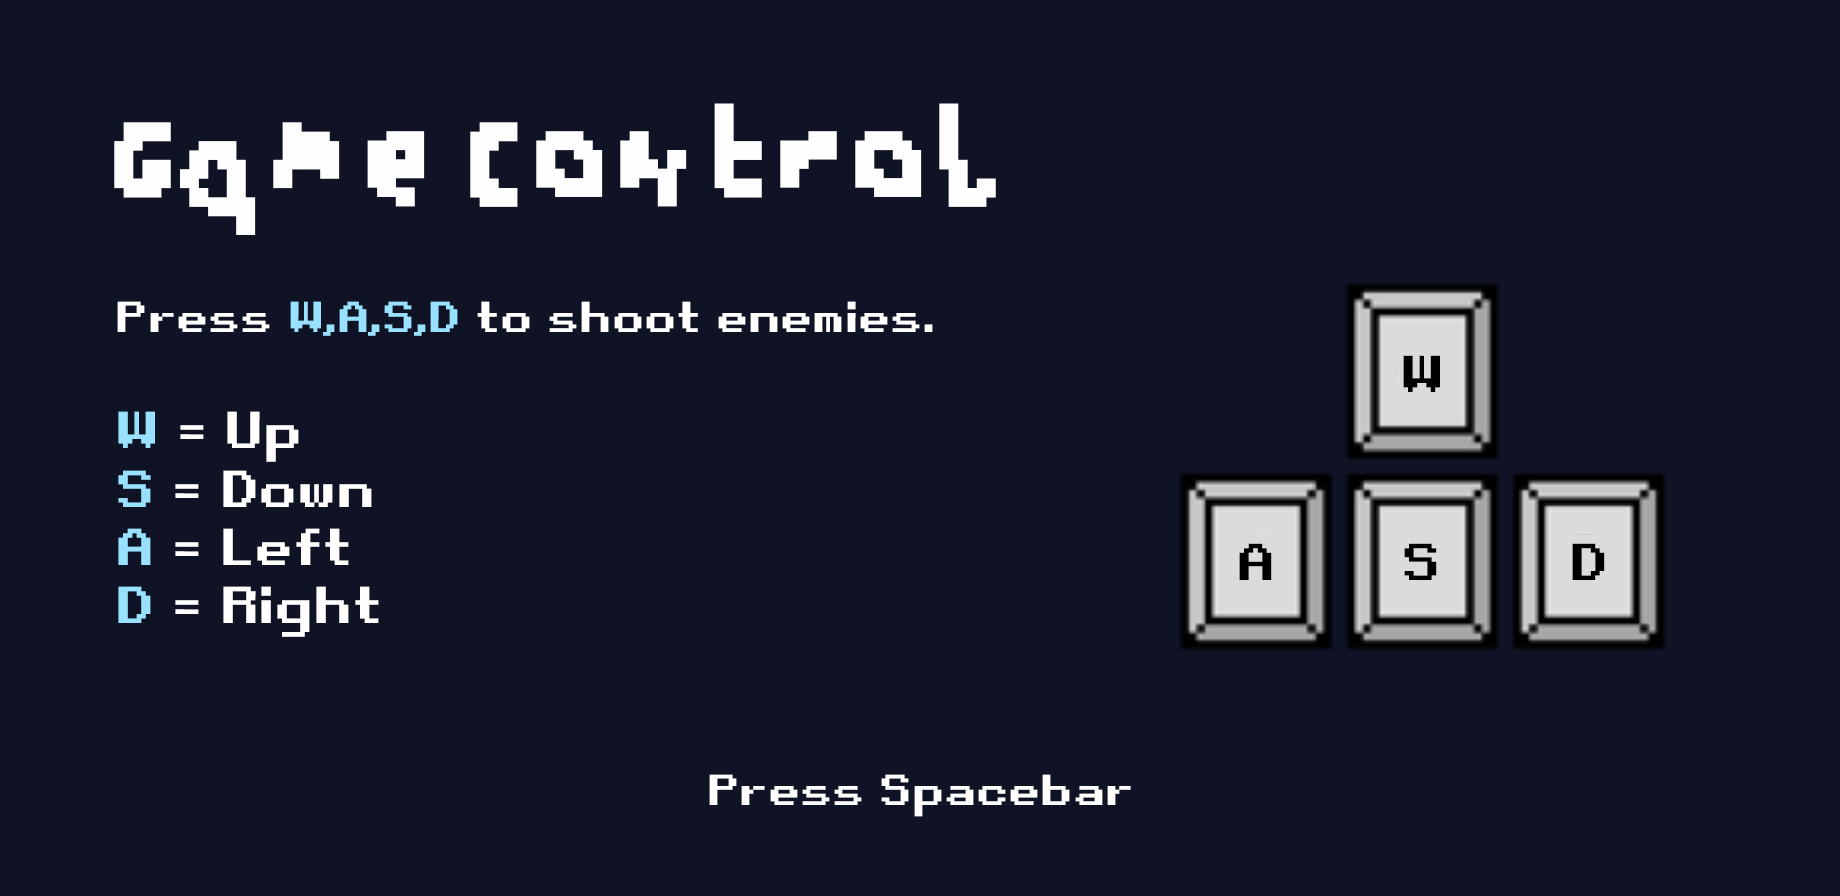 Game Control
Press W,A,S,D to shoot enemies.
W = Up
S = Down
A = Left
D = Right
W
A S D
Press Spacebar